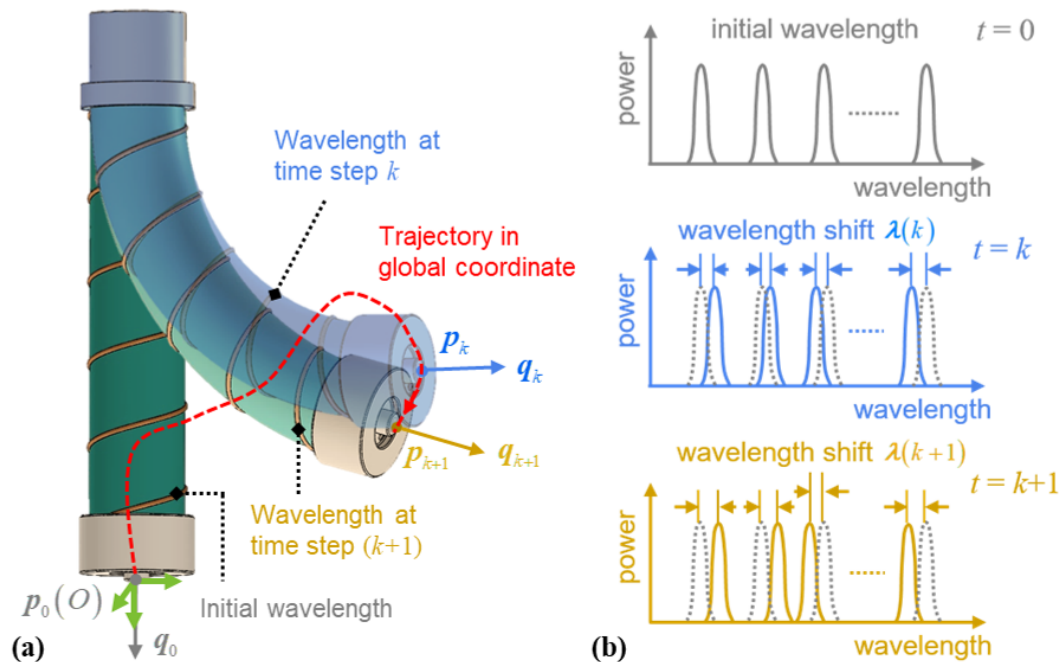 Wavelength at
time step k
Trajectory in
global coordinate
p_k
q_k
p_{k+1}
q_{k+1}
Wavelength at
time step (k+1)
Initial wavelength
p_0(O)
q_0
(a)
initial wavelength
t = 0
power
wavelength
wavelength shift λ(k)
t = k
power
wavelength
wavelength shift λ(k+1)
t = k+1
power
wavelength
(b)